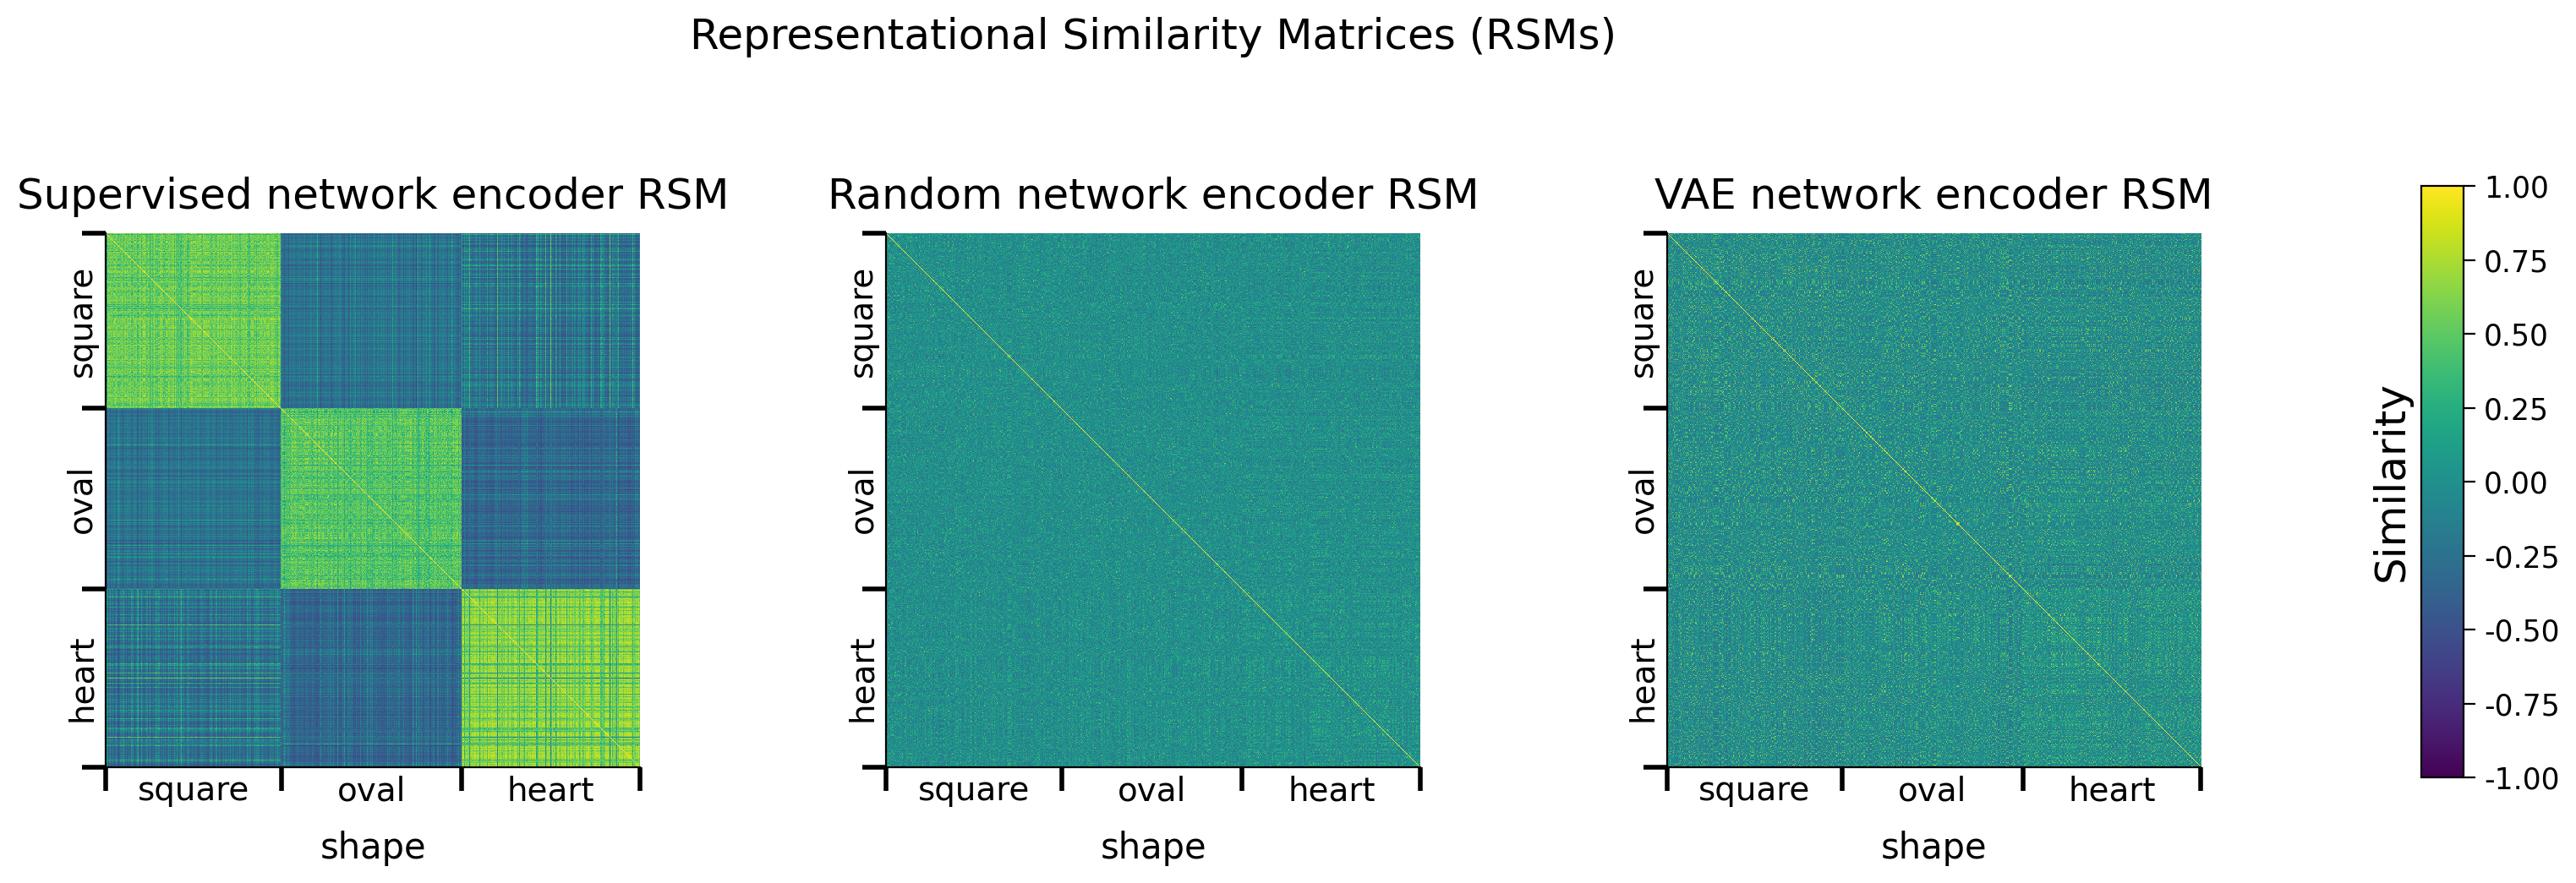 Representational Similarity Matrices (RSMs)
Supervised network encoder RSM
square
oval
heart
square oval heart
shape
Random network encoder RSM
square
oval
heart
square oval heart
shape
VAE network encoder RSM
square
oval
heart
square oval heart
shape
Similarity
1.00
0.75
0.50
0.25
0.00
-0.25
-0.50
-0.75
-1.00